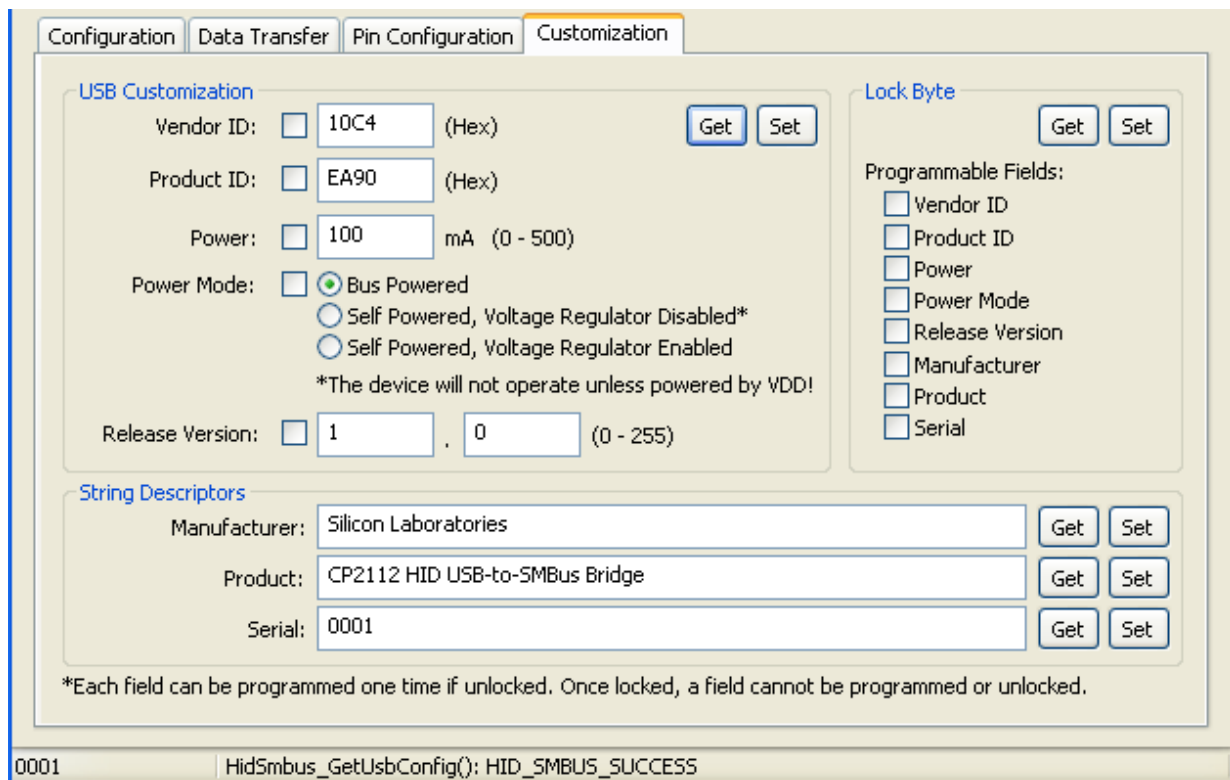 Configuration Data Transfer Pin Configuration Customization
USB Customization
Vendor ID: 10C4 (Hex) Get Set
Product ID: EA90 (Hex)
Power: 100 mA (0 - 500)
Power Mode: Bus Powered
Self Powered, Voltage Regulator Disabled*
Self Powered, Voltage Regulator Enabled
*The device will not operate unless powered by VDD!
Release Version: 1 . 0 (0 - 255)
Lock Byte
Get Set
Programmable Fields:
Vendor ID
Product ID
Power
Power Mode
Release Version
Manufacturer
Product
Serial
String Descriptors
Manufacturer: Silicon Laboratories Get Set
Product: CP2112 HID USB-to-SMBus Bridge Get Set
Serial: 0001 Get Set
*Each field can be programmed one time if unlocked. Once locked, a field cannot be programmed or unlocked.
0001 HidSmbus_GetUsbConfig(): HID_SMBUS_SUCCESS